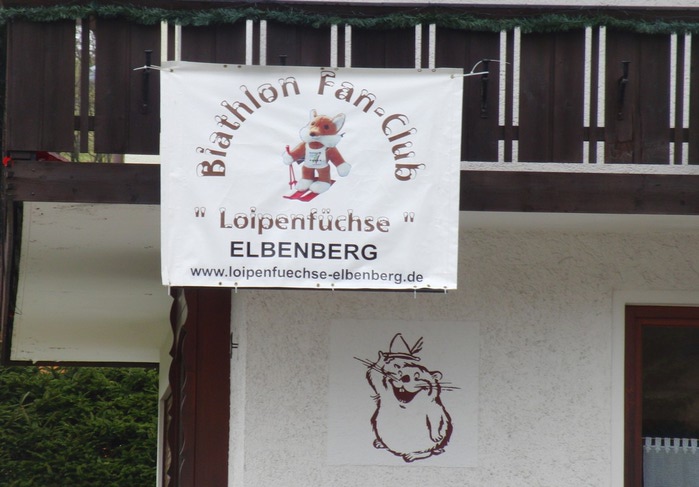 Biathlon Fan-Club
" Loipenfüchse "
ELBENBERG
www.loipenfuechse-elbenberg.de